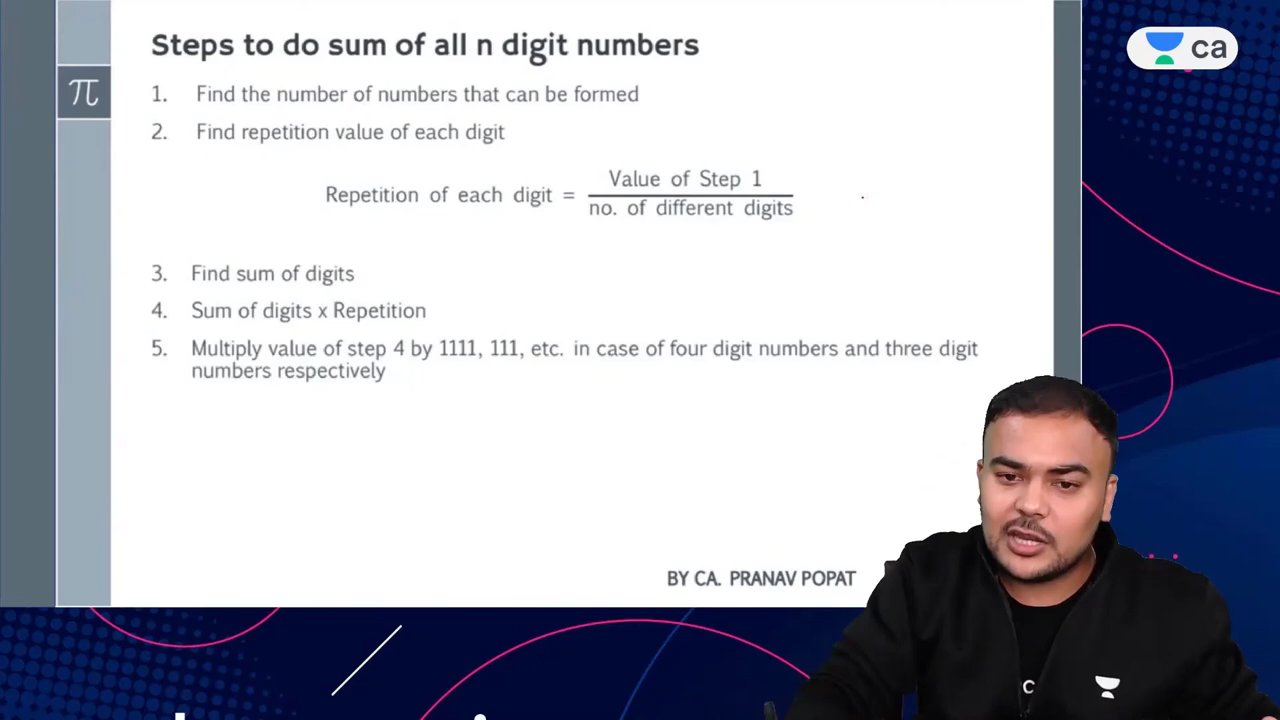 Steps to do sum of all n digit numbers
π
1. Find the number of numbers that can be formed
2. Find repetition value of each digit
Repetition of each digit = Value of Step 1
no. of different digits
3. Find sum of digits
4. Sum of digits x Repetition
5. Multiply value of step 4 by 1111, 111, etc. in case of four digit numbers and three digit
numbers respectively
BY CA. PRANAV POPAT
ca
C